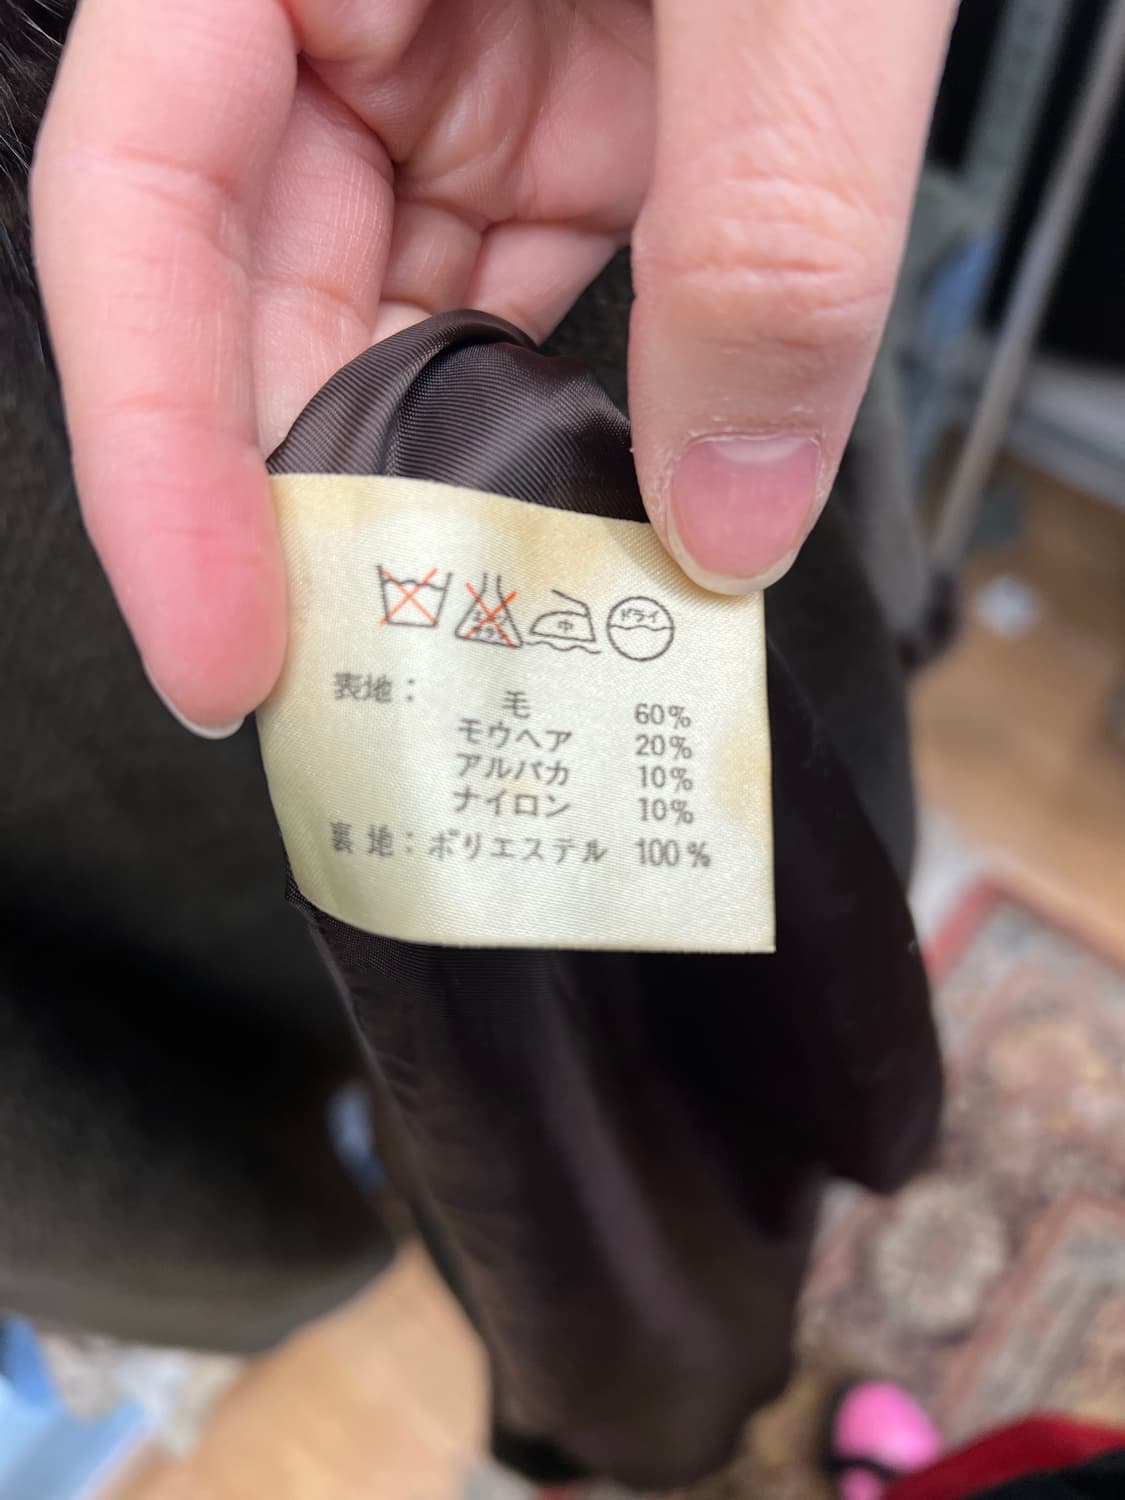 中 ドライ
表地: 毛 60%
モウヘア 20%
アルパカ 10%
ナイロン 10%
裏地: ポリエステル 100%